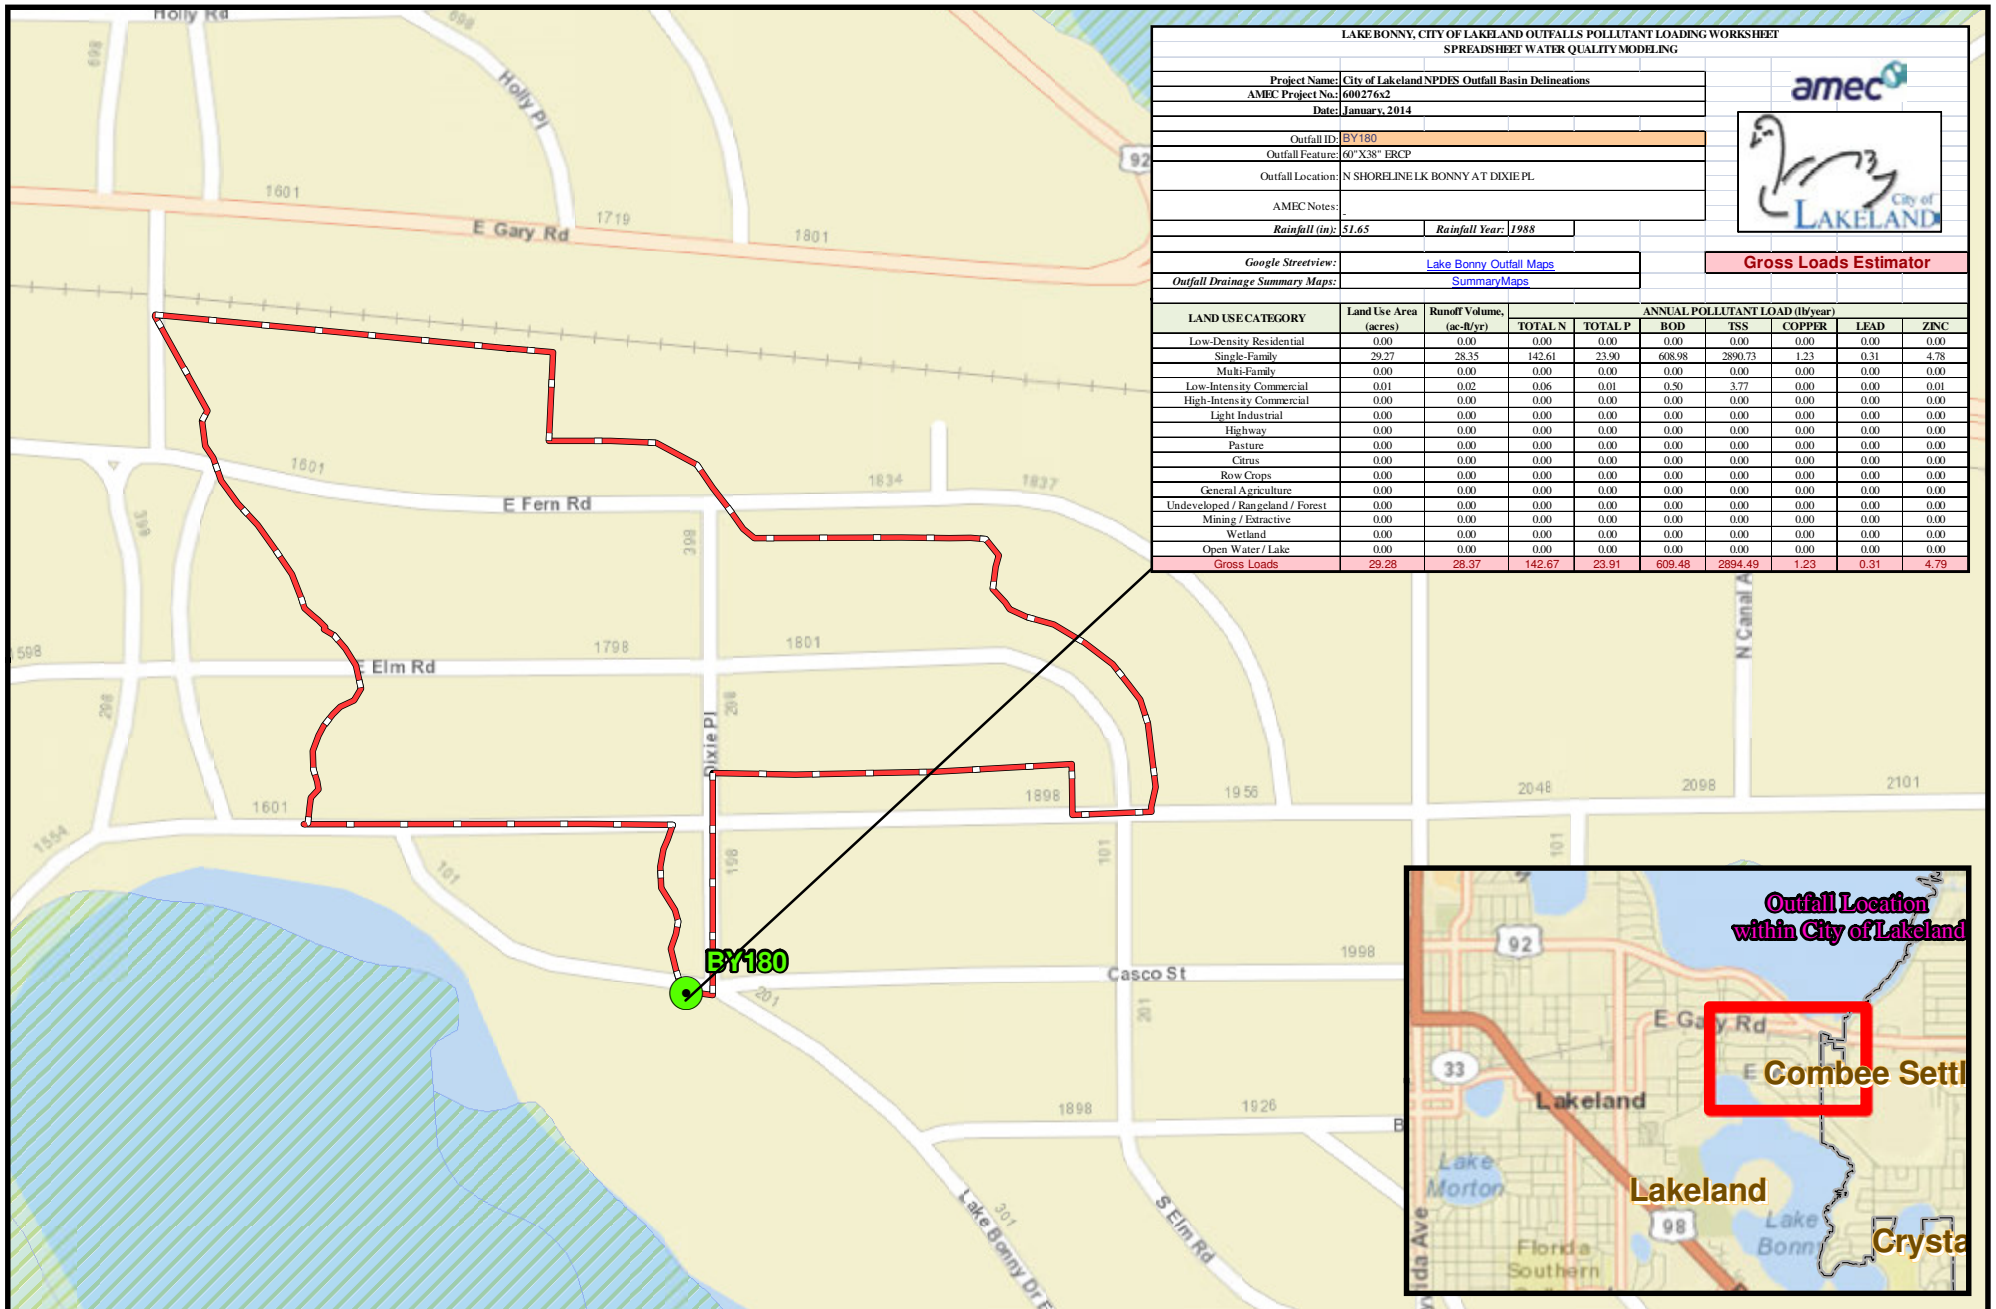 Holly Rd
698
698
Holly Pl
92
1601
E Gary Rd
1719
1801
1601
E Fern Rd
1834
1837
398
398
598
E Elm Rd
1798
1801
298
298
Dixie Pl
1601
1554
101
198
1898
1956
2048
2098
2101
N Canal A
101
101
BY180
201
Casco St
1998
201
1898
1926
B
301
Lake Bonny Dr E
S Elm Rd
LAKE BONNY, CITY OF LAKELAND OUTFALLS POLLUTANT LOADING WORKSHEET
SPREADSHEET WATER QUALITY MODELING
Project Name: City of Lakeland NPDES Outfall Basin Delineations
AMEC Project No.: 600276x2
Date: January, 2014
amec
Outfall ID: BY180
Outfall Feature: 60"X38" ERCP
Outfall Location: N SHORELINE LK BONNY AT DIXIE PL
AMEC Notes: -
City of
LAKELAND
Rainfall (in): 51.65 Rainfall Year: 1988
Google Streetview: Lake Bonny Outfall Maps
Gross Loads Estimator
Outfall Drainage Summary Maps: SummaryMaps
LAND USE CATEGORY Land Use Area (acres) Runoff Volume, (ac-ft/yr) ANNUAL POLLUTANT LOAD (lb/year)
TOTAL N TOTAL P BOD TSS COPPER LEAD ZINC
Low-Density Residential 0.00 0.00 0.00 0.00 0.00 0.00 0.00 0.00 0.00
Single-Family 29.27 28.35 142.61 23.90 608.98 2890.73 1.23 0.31 4.78
Multi-Family 0.00 0.00 0.00 0.00 0.00 0.00 0.00 0.00 0.00
Low-Intensity Commercial 0.01 0.02 0.06 0.01 0.50 3.77 0.00 0.00 0.01
High-Intensity Commercial 0.00 0.00 0.00 0.00 0.00 0.00 0.00 0.00 0.00
Light Industrial 0.00 0.00 0.00 0.00 0.00 0.00 0.00 0.00 0.00
Highway 0.00 0.00 0.00 0.00 0.00 0.00 0.00 0.00 0.00
Pasture 0.00 0.00 0.00 0.00 0.00 0.00 0.00 0.00 0.00
Citrus 0.00 0.00 0.00 0.00 0.00 0.00 0.00 0.00 0.00
Row Crops 0.00 0.00 0.00 0.00 0.00 0.00 0.00 0.00 0.00
General Agriculture 0.00 0.00 0.00 0.00 0.00 0.00 0.00 0.00 0.00
Undeveloped / Rangeland / Forest 0.00 0.00 0.00 0.00 0.00 0.00 0.00 0.00 0.00
Mining / Extractive 0.00 0.00 0.00 0.00 0.00 0.00 0.00 0.00 0.00
Wetland 0.00 0.00 0.00 0.00 0.00 0.00 0.00 0.00 0.00
Open Water / Lake 0.00 0.00 0.00 0.00 0.00 0.00 0.00 0.00 0.00
Gross Loads 29.28 28.37 142.67 23.91 609.48 2894.49 1.23 0.31 4.79
Outfall Location
within City of Lakeland
92
E Gary Rd
33
E
Combee Settl
Lakeland
Lake
Morton
Lakeland
98
Lake
Bonny
Crysta
Florida
Southern
rida Ave